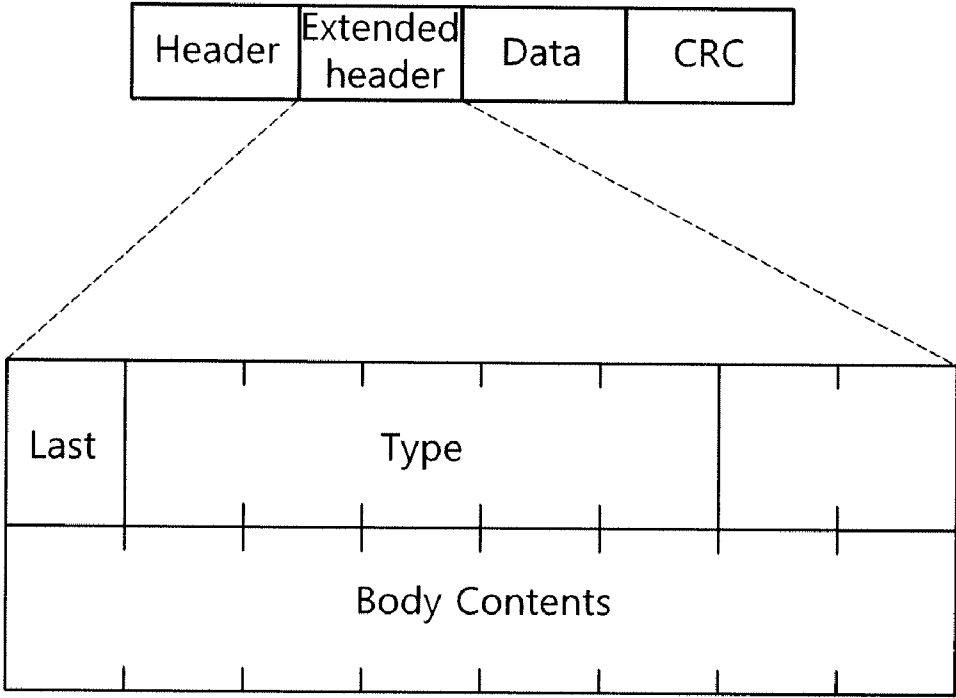 Header
Extended
header
Data
CRC
Last
Type
Body Contents